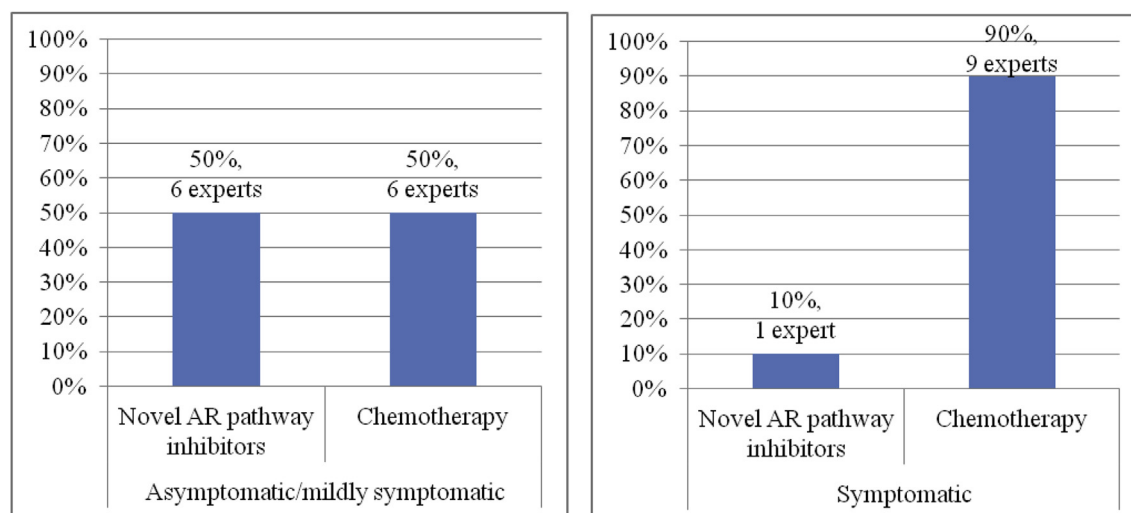 100%
90%
80%
70%
60%
50%
40%
30%
20%
10%
0%
50%,
6 experts
50%,
6 experts
Novel AR pathway
inhibitors
Chemotherapy
Asymptomatic/mildly symptomatic
100%
90%
80%
70%
60%
50%
40%
30%
20%
10%
0%
10%,
1 expert
90%,
9 experts
Novel AR pathway
inhibitors
Chemotherapy
Symptomatic